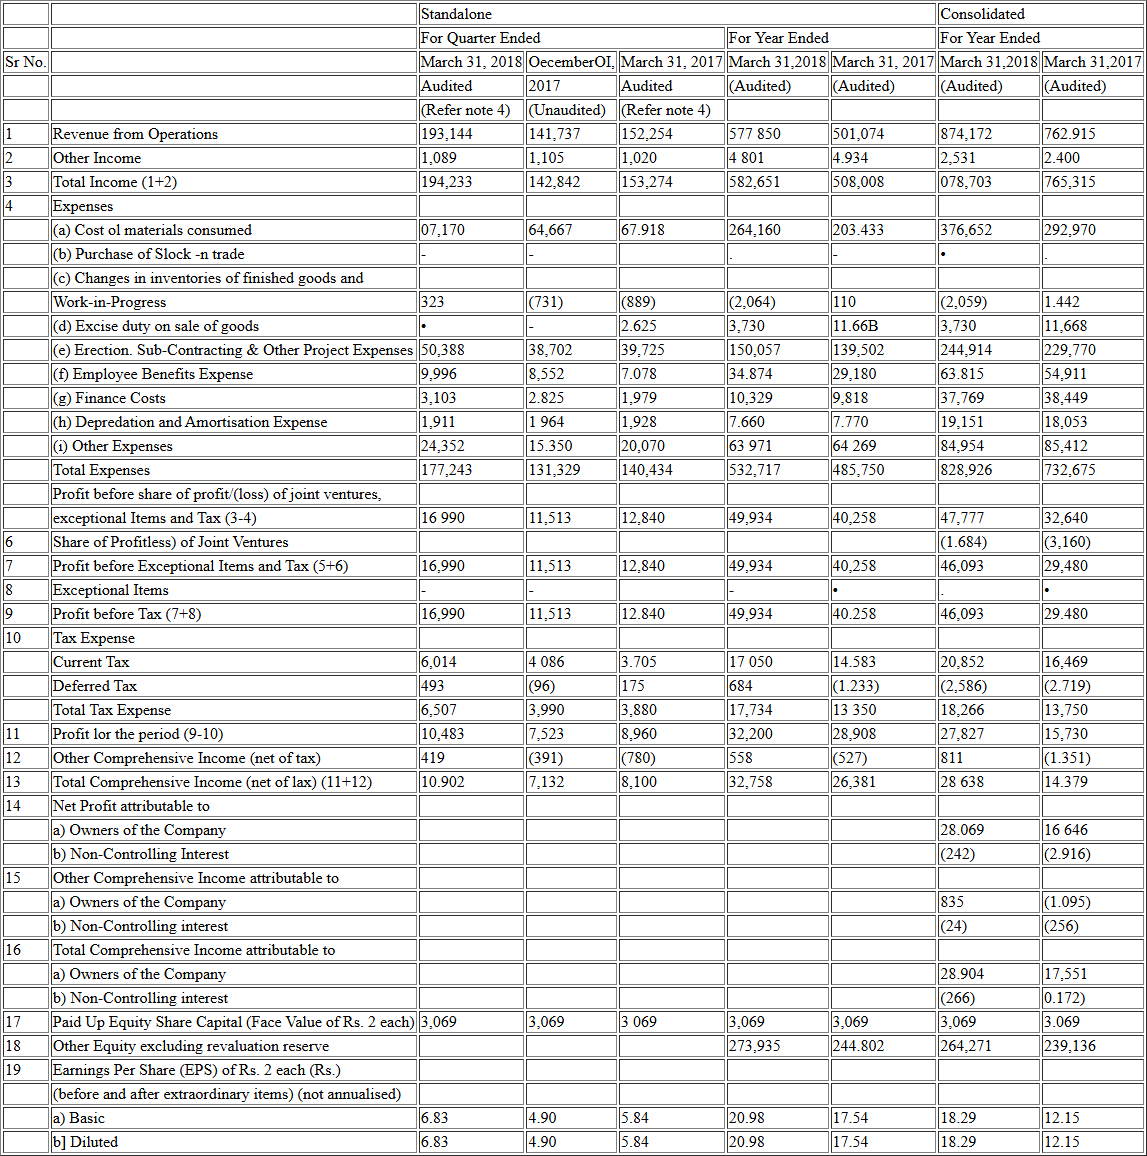 Standalone Consolidated
For Quarter Ended For Year Ended For Year Ended
Sr No. March 31, 2018 OecemberOI, March 31, 2017 March 31,2018 March 31, 2017 March 31,2018 March 31,2017
Audited 2017 Audited (Audited) (Audited) (Audited) (Audited)
(Refer note 4) (Unaudited) (Refer note 4)
1 Revenue from Operations 193,144 141,737 152,254 577 850 501,074 874,172 762.915
2 Other Income 1,089 1,105 1,020 4 801 4.934 2,531 2.400
3 Total Income (1+2) 194,233 142,842 153,274 582,651 508,008 078,703 765,315
4 Expenses
(a) Cost ol materials consumed 07,170 64,667 67.918 264,160 203.433 376,652 292,970
(b) Purchase of Slock -n trade - - . - • .
(c) Changes in inventories of finished goods and
Work-in-Progress 323 (731) (889) (2,064) 110 (2,059) 1.442
(d) Excise duty on sale of goods • - 2.625 3,730 11.66B 3,730 11,668
(e) Erection. Sub-Contracting & Other Project Expenses 50,388 38,702 39,725 150,057 139,502 244,914 229,770
(f) Employee Benefits Expense 9,996 8,552 7.078 34.874 29,180 63.815 54,911
(g) Finance Costs 3,103 2.825 1,979 10,329 9,818 37,769 38,449
(h) Depredation and Amortisation Expense 1,911 1 964 1,928 7.660 7.770 19,151 18,053
(i) Other Expenses 24,352 15.350 20,070 63 971 64 269 84,954 85,412
Total Expenses 177,243 131,329 140,434 532,717 485,750 828,926 732,675
Profit before share of profit/(loss) of joint ventures,
exceptional Items and Tax (3-4) 16 990 11,513 12,840 49,934 40,258 47,777 32,640
6 Share of Profitless) of Joint Ventures (1.684) (3,160)
7 Profit before Exceptional Items and Tax (5+6) 16,990 11,513 12,840 49,934 40,258 46,093 29,480
8 Exceptional Items - - - • . •
9 Profit before Tax (7+8) 16,990 11,513 12.840 49,934 40.258 46,093 29.480
10 Tax Expense
Current Tax 6,014 4 086 3.705 17 050 14.583 20,852 16,469
Deferred Tax 493 (96) 175 684 (1.233) (2,586) (2.719)
Total Tax Expense 6,507 3,990 3,880 17,734 13 350 18,266 13,750
11 Profit lor the period (9-10) 10,483 7,523 8,960 32,200 28,908 27,827 15,730
12 Other Comprehensive Income (net of tax) 419 (391) (780) 558 (527) 811 (1.351)
13 Total Comprehensive Income (net of lax) (11+12) 10.902 7,132 8,100 32,758 26,381 28 638 14.379
14 Net Profit attributable to
a) Owners of the Company 28.069 16 646
b) Non-Controlling Interest (242) (2.916)
15 Other Comprehensive Income attributable to
a) Owners of the Company 835 (1.095)
b) Non-Controlling interest (24) (256)
16 Total Comprehensive Income attributable to
a) Owners of the Company 28.904 17,551
b) Non-Controlling interest (266) 0.172)
17 Paid Up Equity Share Capital (Face Value of Rs. 2 each) 3,069 3,069 3 069 3,069 3,069 3,069 3.069
18 Other Equity excluding revaluation reserve 273,935 244.802 264,271 239,136
19 Earnings Per Share (EPS) of Rs. 2 each (Rs.)
(before and after extraordinary items) (not annualised)
a) Basic 6.83 4.90 5.84 20.98 17.54 18.29 12.15
b] Diluted 6.83 4.90 5.84 20.98 17.54 18.29 12.15